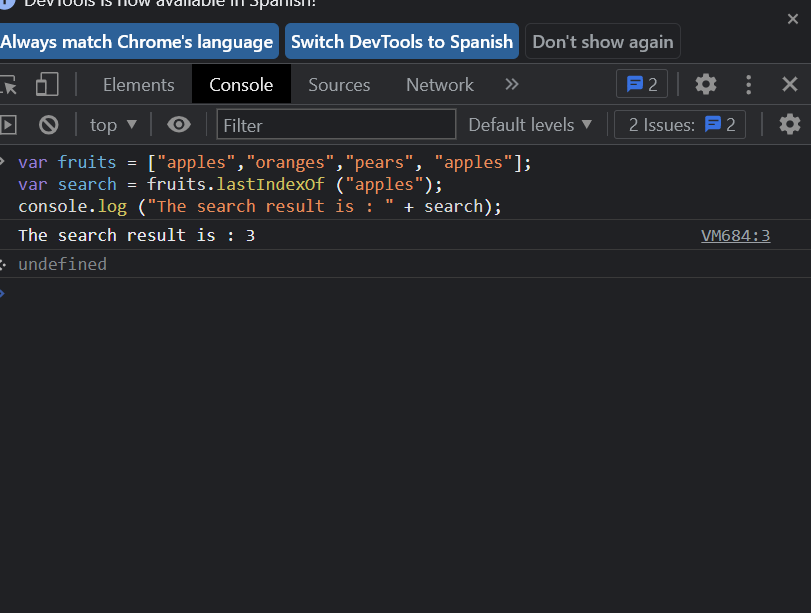 DevTools is now available in Spanish!
Always match Chrome's language Switch DevTools to Spanish Don't show again
Elements Console Sources Network 2
top Filter Default levels 2 Issues: 2
var fruits = ["apples","oranges","pears", "apples"];
var search = fruits.lastIndexOf ("apples");
console.log ("The search result is : " + search);
The search result is : 3 VM684:3
undefined